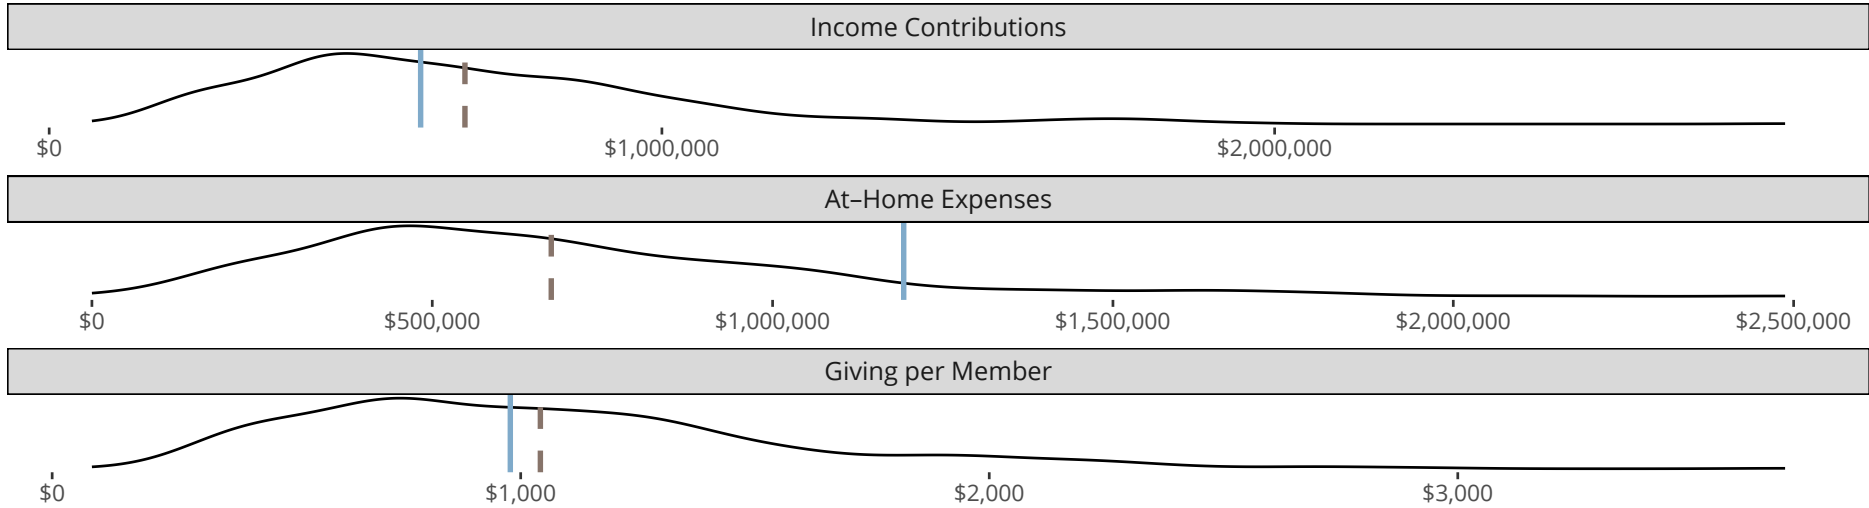 Income Contributions
$0 $1,000,000 $2,000,000
At–Home Expenses
$0 $500,000 $1,000,000 $1,500,000 $2,000,000 $2,500,000
Giving per Member
$0 $1,000 $2,000 $3,000